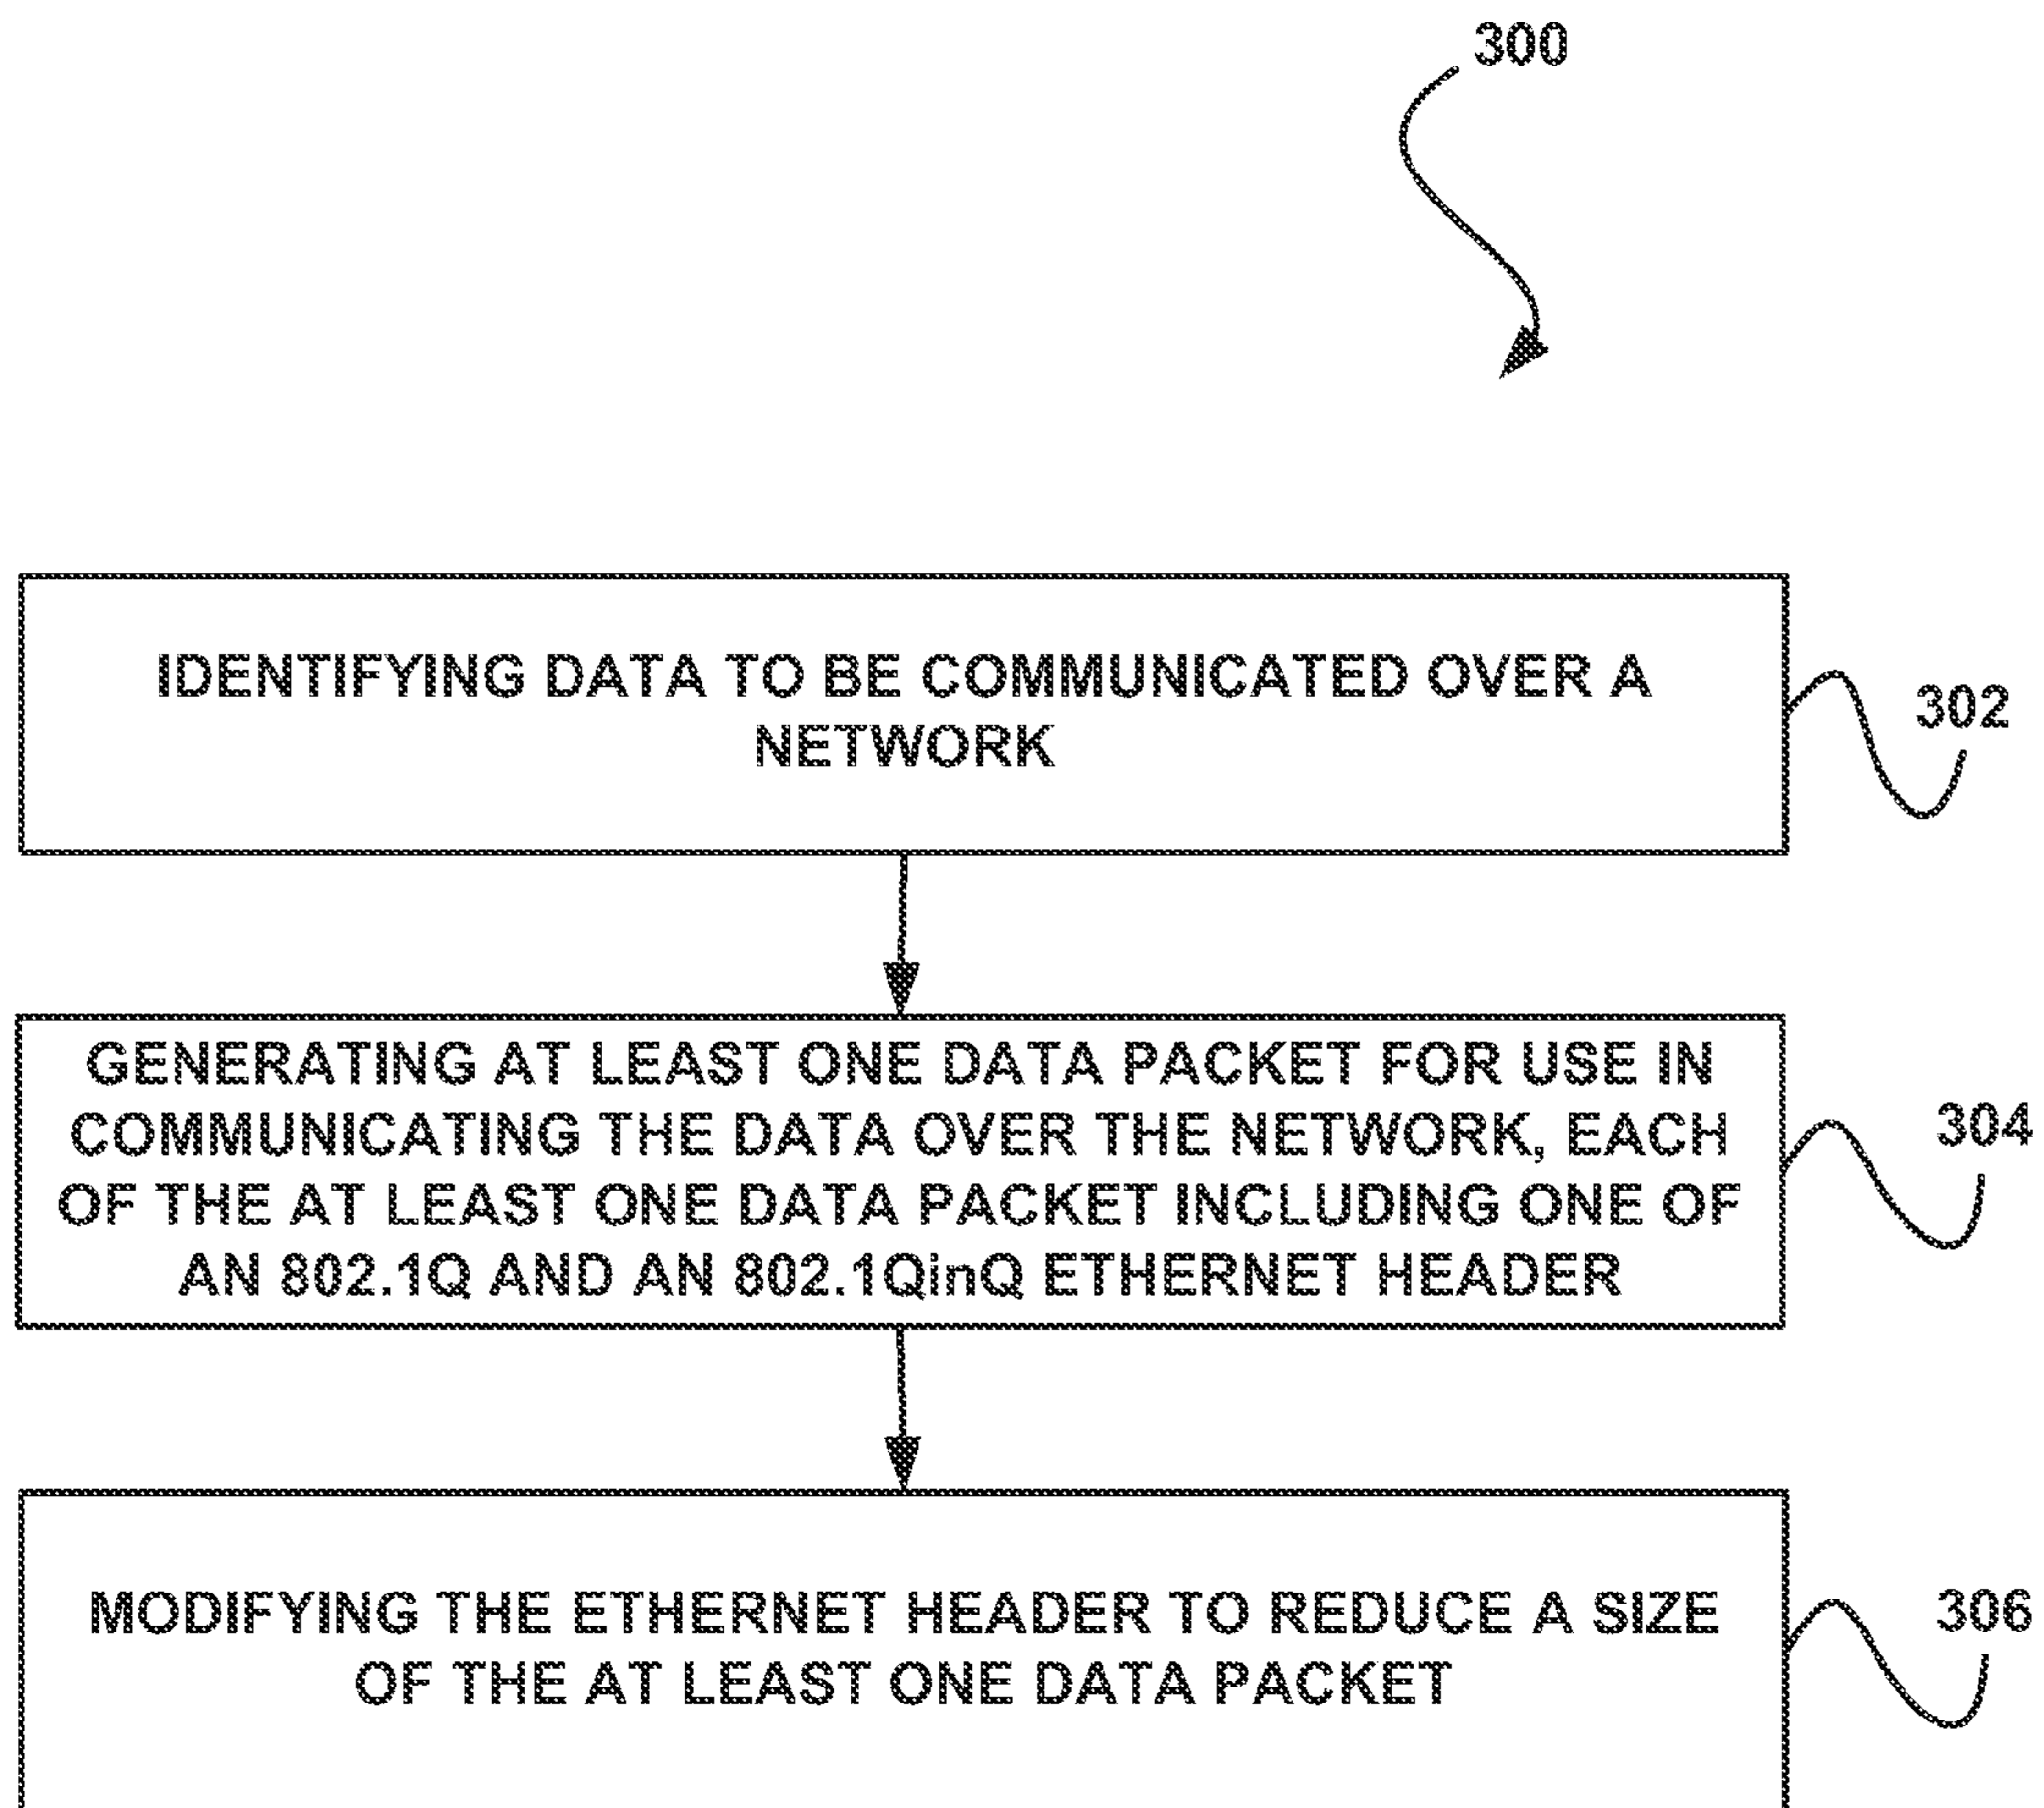 300
IDENTIFYING DATA TO BE COMMUNICATED OVER A
NETWORK
302
GENERATING AT LEAST ONE DATA PACKET FOR USE IN
COMMUNICATING THE DATA OVER THE NETWORK, EACH
OF THE AT LEAST ONE DATA PACKET INCLUDING ONE OF
AN 802.1Q AND AN 802.1QinQ ETHERNET HEADER
304
MODIFYING THE ETHERNET HEADER TO REDUCE A SIZE
OF THE AT LEAST ONE DATA PACKET
306